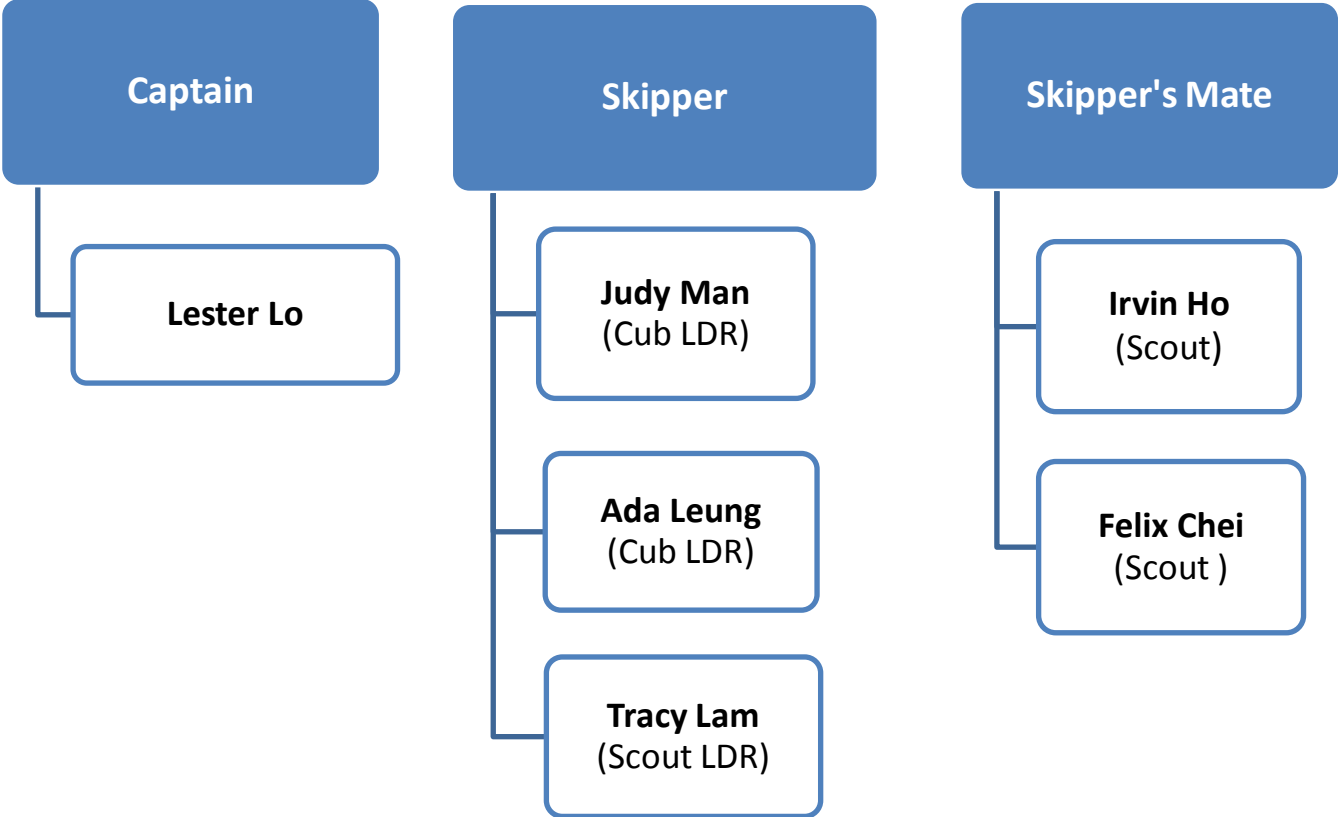 Captain
Lester Lo
Skipper
Judy Man
(Cub LDR)
Ada Leung
(Cub LDR)
Tracy Lam
(Scout LDR)
Skipper's Mate
Irvin Ho
(Scout)
Felix Chei
(Scout )